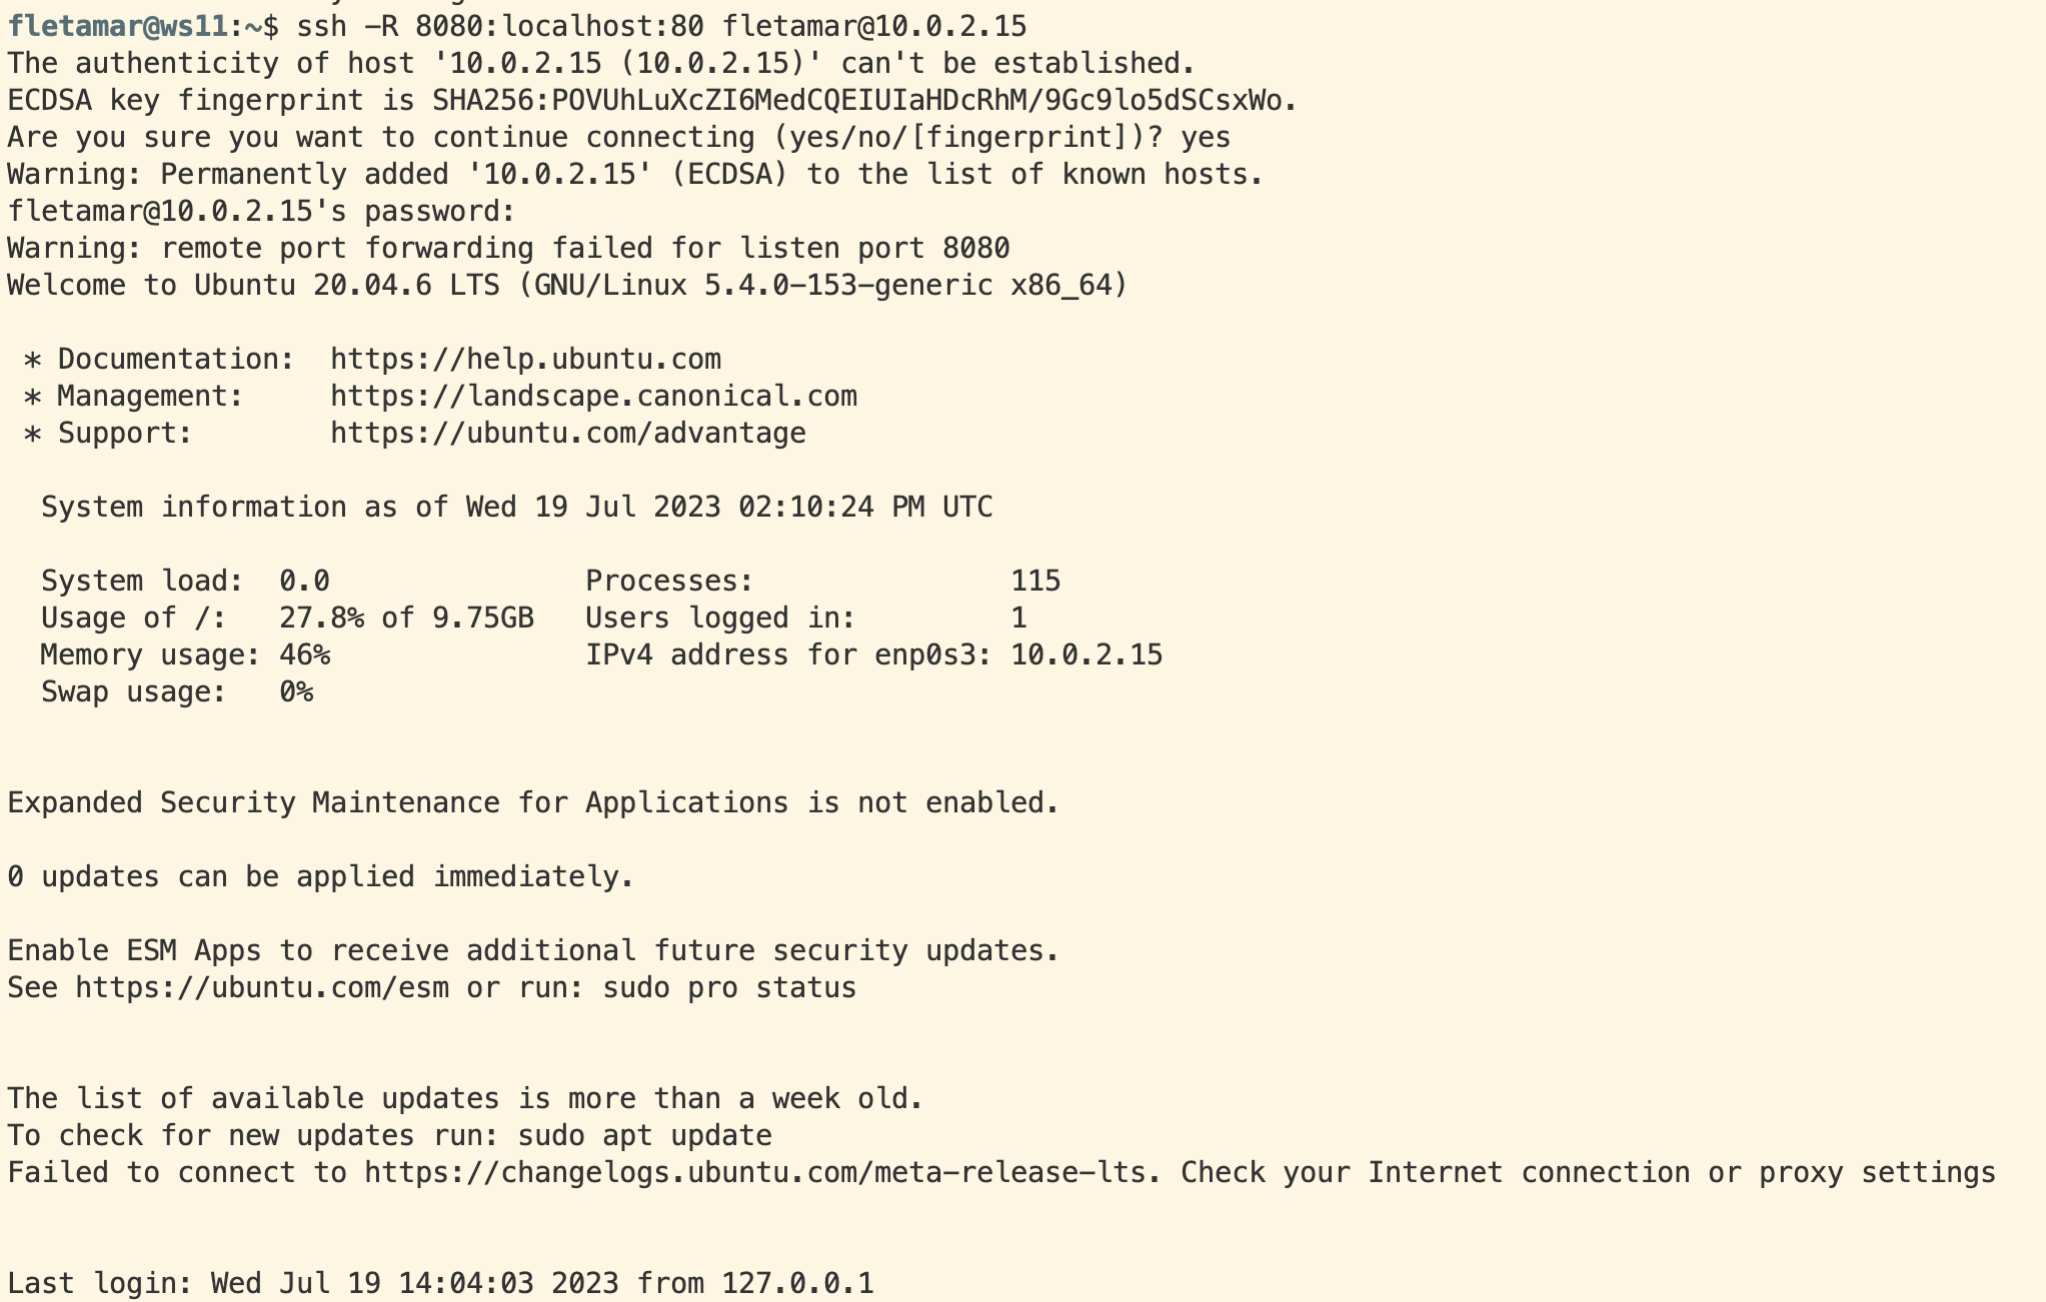 fletamar@ws11:~$ ssh -R 8080:localhost:80 fletamar@10.0.2.15
The authenticity of host '10.0.2.15 (10.0.2.15)' can't be established.
ECDSA key fingerprint is SHA256:POVUhLuXcZI6MedCQEIUIaHDcRhM/9Gc9lo5dSCsxWo.
Are you sure you want to continue connecting (yes/no/[fingerprint])? yes
Warning: Permanently added '10.0.2.15' (ECDSA) to the list of known hosts.
fletamar@10.0.2.15's password:
Warning: remote port forwarding failed for listen port 8080
Welcome to Ubuntu 20.04.6 LTS (GNU/Linux 5.4.0-153-generic x86_64)
* Documentation:  https://help.ubuntu.com
* Management:     https://landscape.canonical.com
* Support:        https://ubuntu.com/advantage
System information as of Wed 19 Jul 2023 02:10:24 PM UTC
System load:  0.0               Processes:               115
Usage of /:   27.8% of 9.75GB   Users logged in:         1
Memory usage: 46%               IPv4 address for enp0s3: 10.0.2.15
Swap usage:   0%
Expanded Security Maintenance for Applications is not enabled.
0 updates can be applied immediately.
Enable ESM Apps to receive additional future security updates.
See https://ubuntu.com/esm or run: sudo pro status
The list of available updates is more than a week old.
To check for new updates run: sudo apt update
Failed to connect to https://changelogs.ubuntu.com/meta-release-lts. Check your Internet connection or proxy settings
Last login: Wed Jul 19 14:04:03 2023 from 127.0.0.1